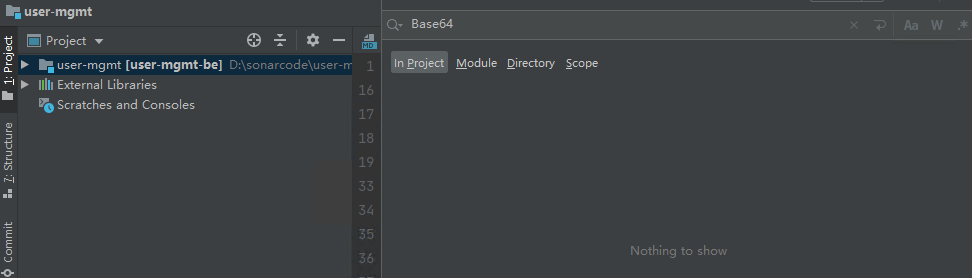 user-mgmt
Base64
Aa W .*
1: Project
Project
MD
In Project Module Directory Scope
user-mgmt [user-mgmt-be] D:\sonarcode\user-m
External Libraries
Scratches and Consoles
1
16
17
18
19
33
34
35
36
7: Structure
Commit
Nothing to show